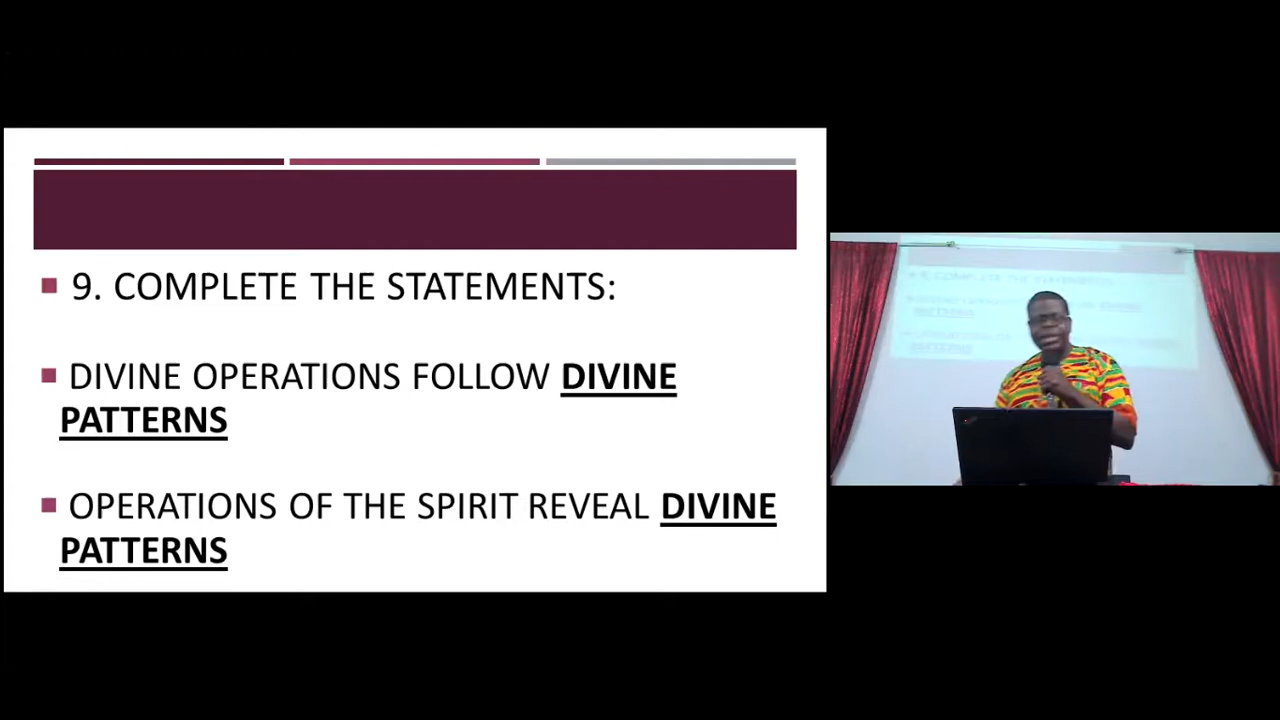 9. COMPLETE THE STATEMENTS:
DIVINE OPERATIONS FOLLOW DIVINE
PATTERNS
OPERATIONS OF THE SPIRIT REVEAL DIVINE
PATTERNS